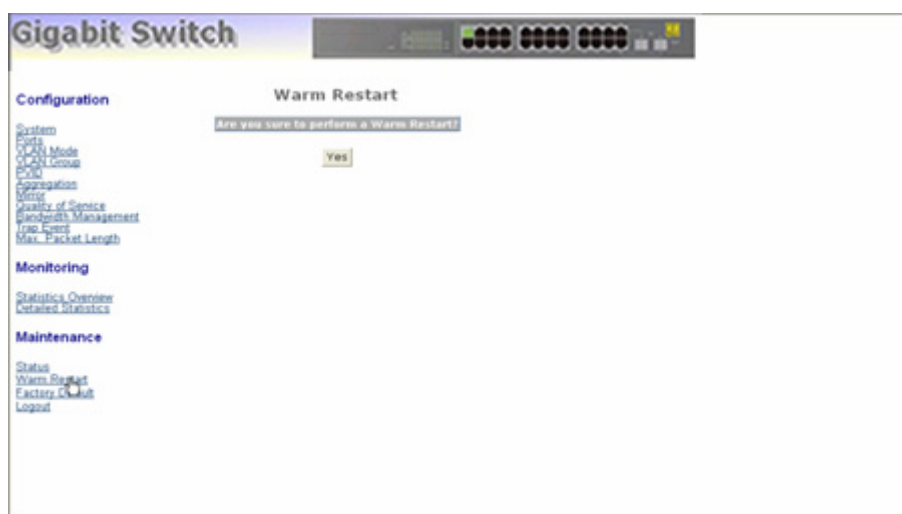 Gigabit Switch
Configuration
System
Ports
VLAN Mode
VLAN Group
PVID
Aggregation
Mirror
Quality of Service
Bandwidth Management
Trap Event
Max. Packet Length
Monitoring
Statistics Overview
Detailed Statistics
Maintenance
Status
Warm Restart
Factory Default
Logout
Warm Restart
Are you sure to perform a Warm Restart?
Yes